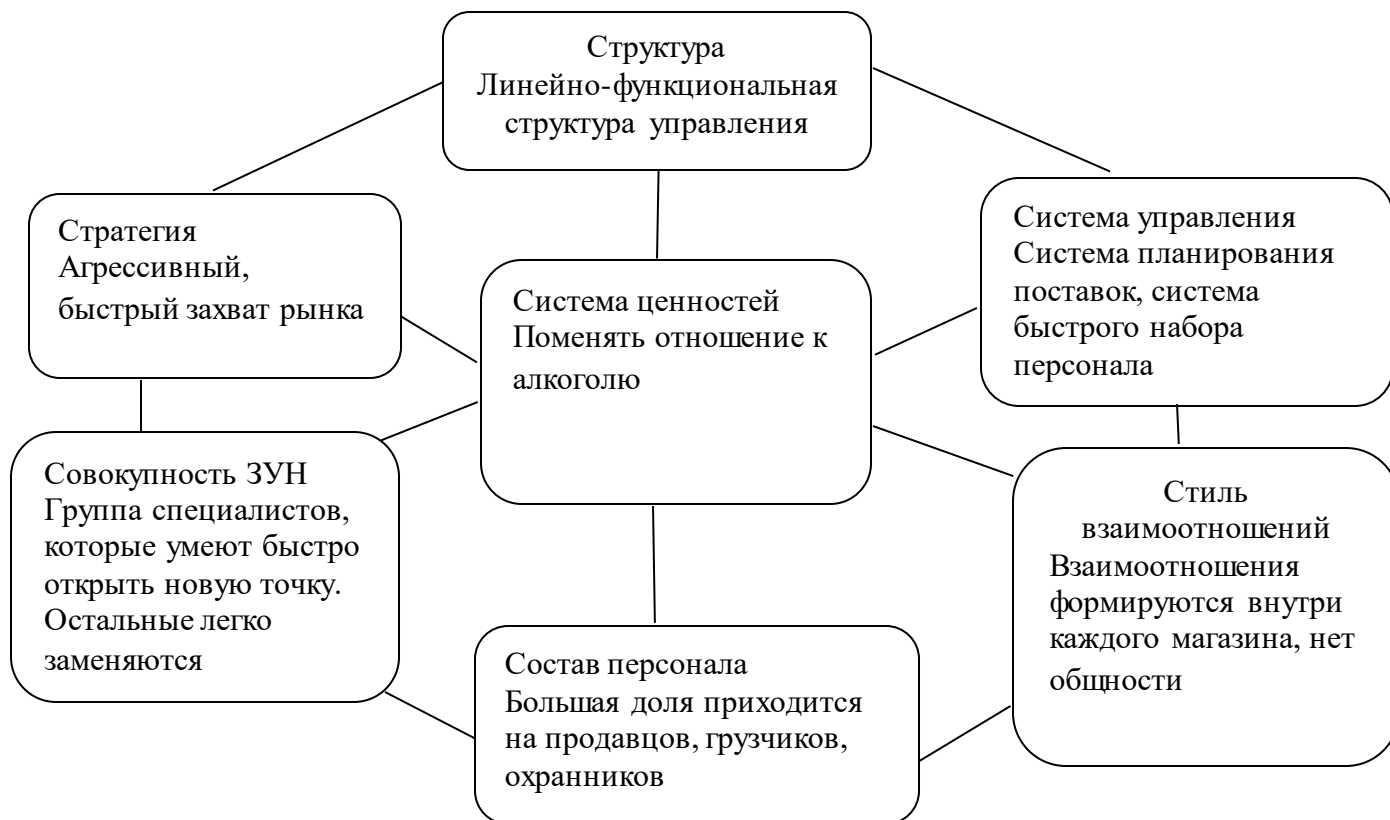 Структура
Линейно-функциональная
структура управления
Стратегия
Агрессивный,
быстрый захват рынка
Система управления
Система планирования
поставок, система
быстрого набора
персонала
Система ценностей
Поменять отношение к
алкоголю
Совокупность ЗУН
Группа специалистов,
которые умеют быстро
открыть новую точку.
Остальные легко
заменяются
Стиль
взаимоотношений
Взаимоотношения
формируются внутри
каждого магазина, нет
общности
Состав персонала
Большая доля приходится
на продавцов, грузчиков,
охранников